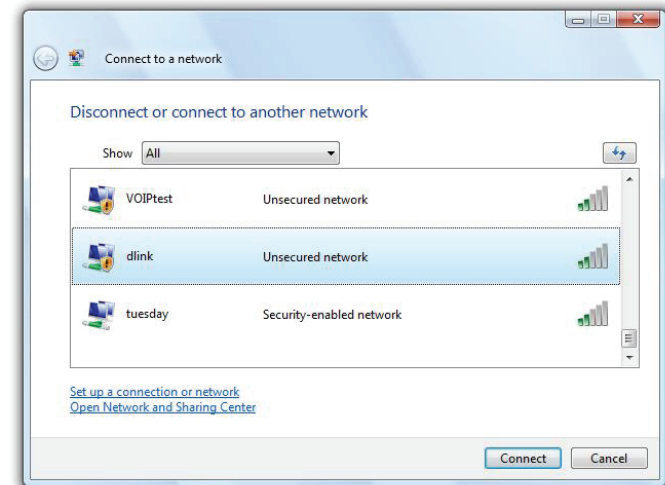 Connect to a network
Disconnect or connect to another network
Show All
VOIPtest Unsecured network
dlink Unsecured network
tuesday Security-enabled network
Set up a connection or network
Open Network and Sharing Center
Connect Cancel